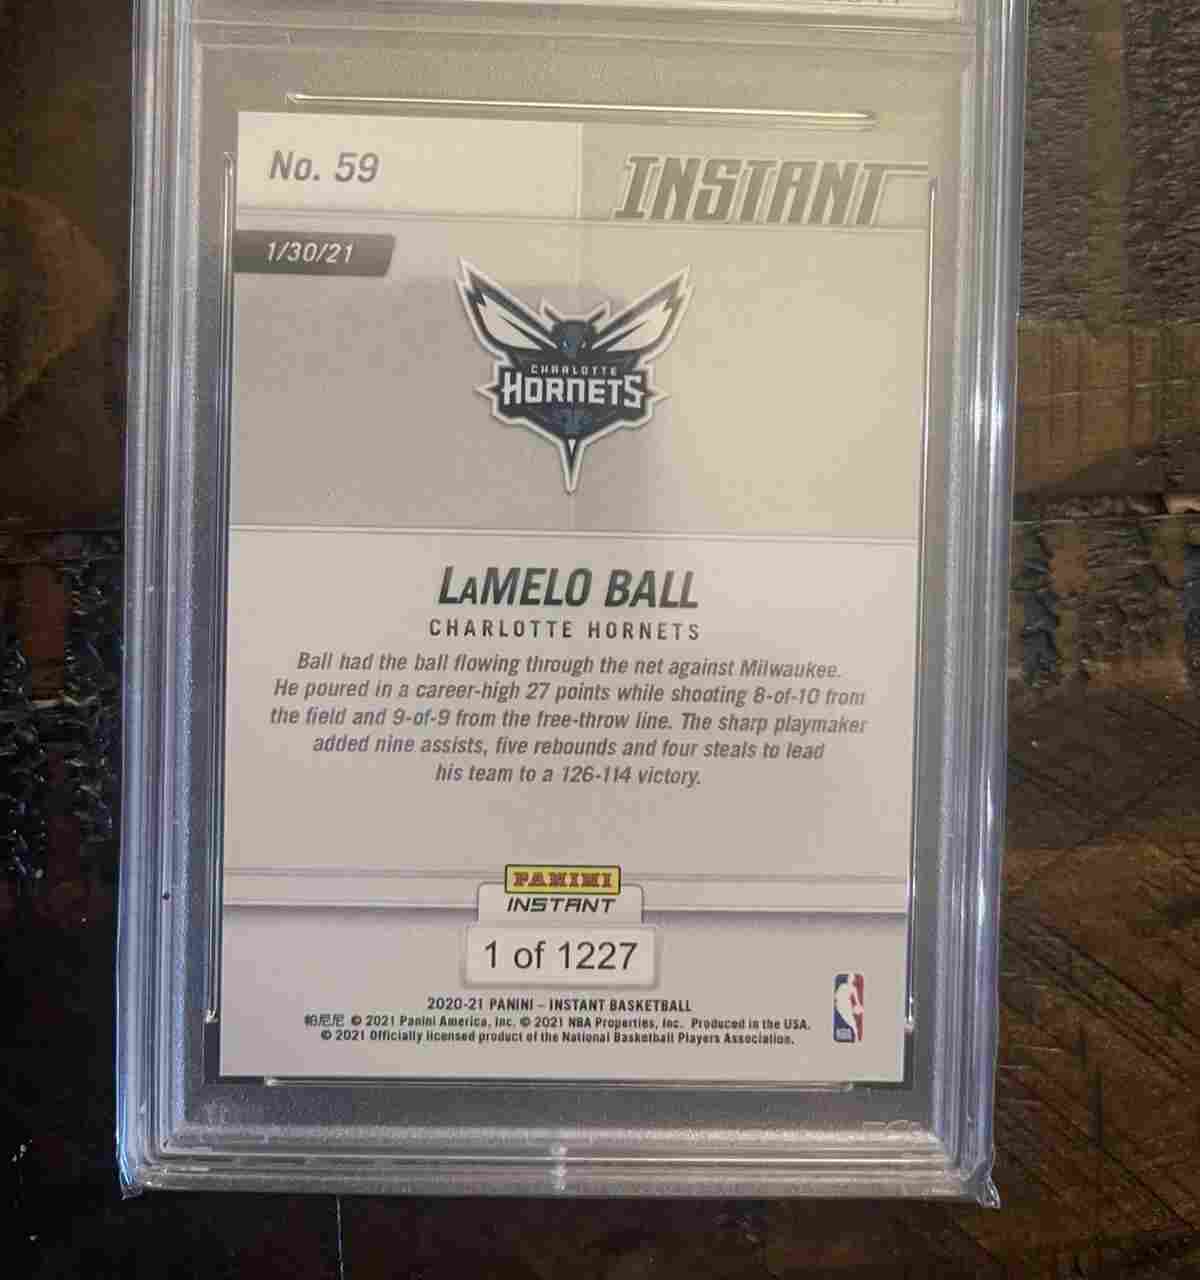 No. 59
INSTANT
1/30/21
CHARLOTTE
HORNETS
LaMELO BALL
CHARLOTTE HORNETS
Ball had the ball flowing through the net against Milwaukee.
He poured in a career-high 27 points while shooting 8-of-10 from
the field and 9-of-9 from the free-throw line. The sharp playmaker
added nine assists, five rebounds and four steals to lead
his team to a 126-114 victory.
PANINI
INSTANT
1 of 1227
2020-21 PANINI – INSTANT BASKETBALL
帕尼尼 © 2021 Panini America, Inc. © 2021 NBA Properties, Inc. Produced in the USA.
© 2021 Officially licensed product of the National Basketball Players Association.
NBA